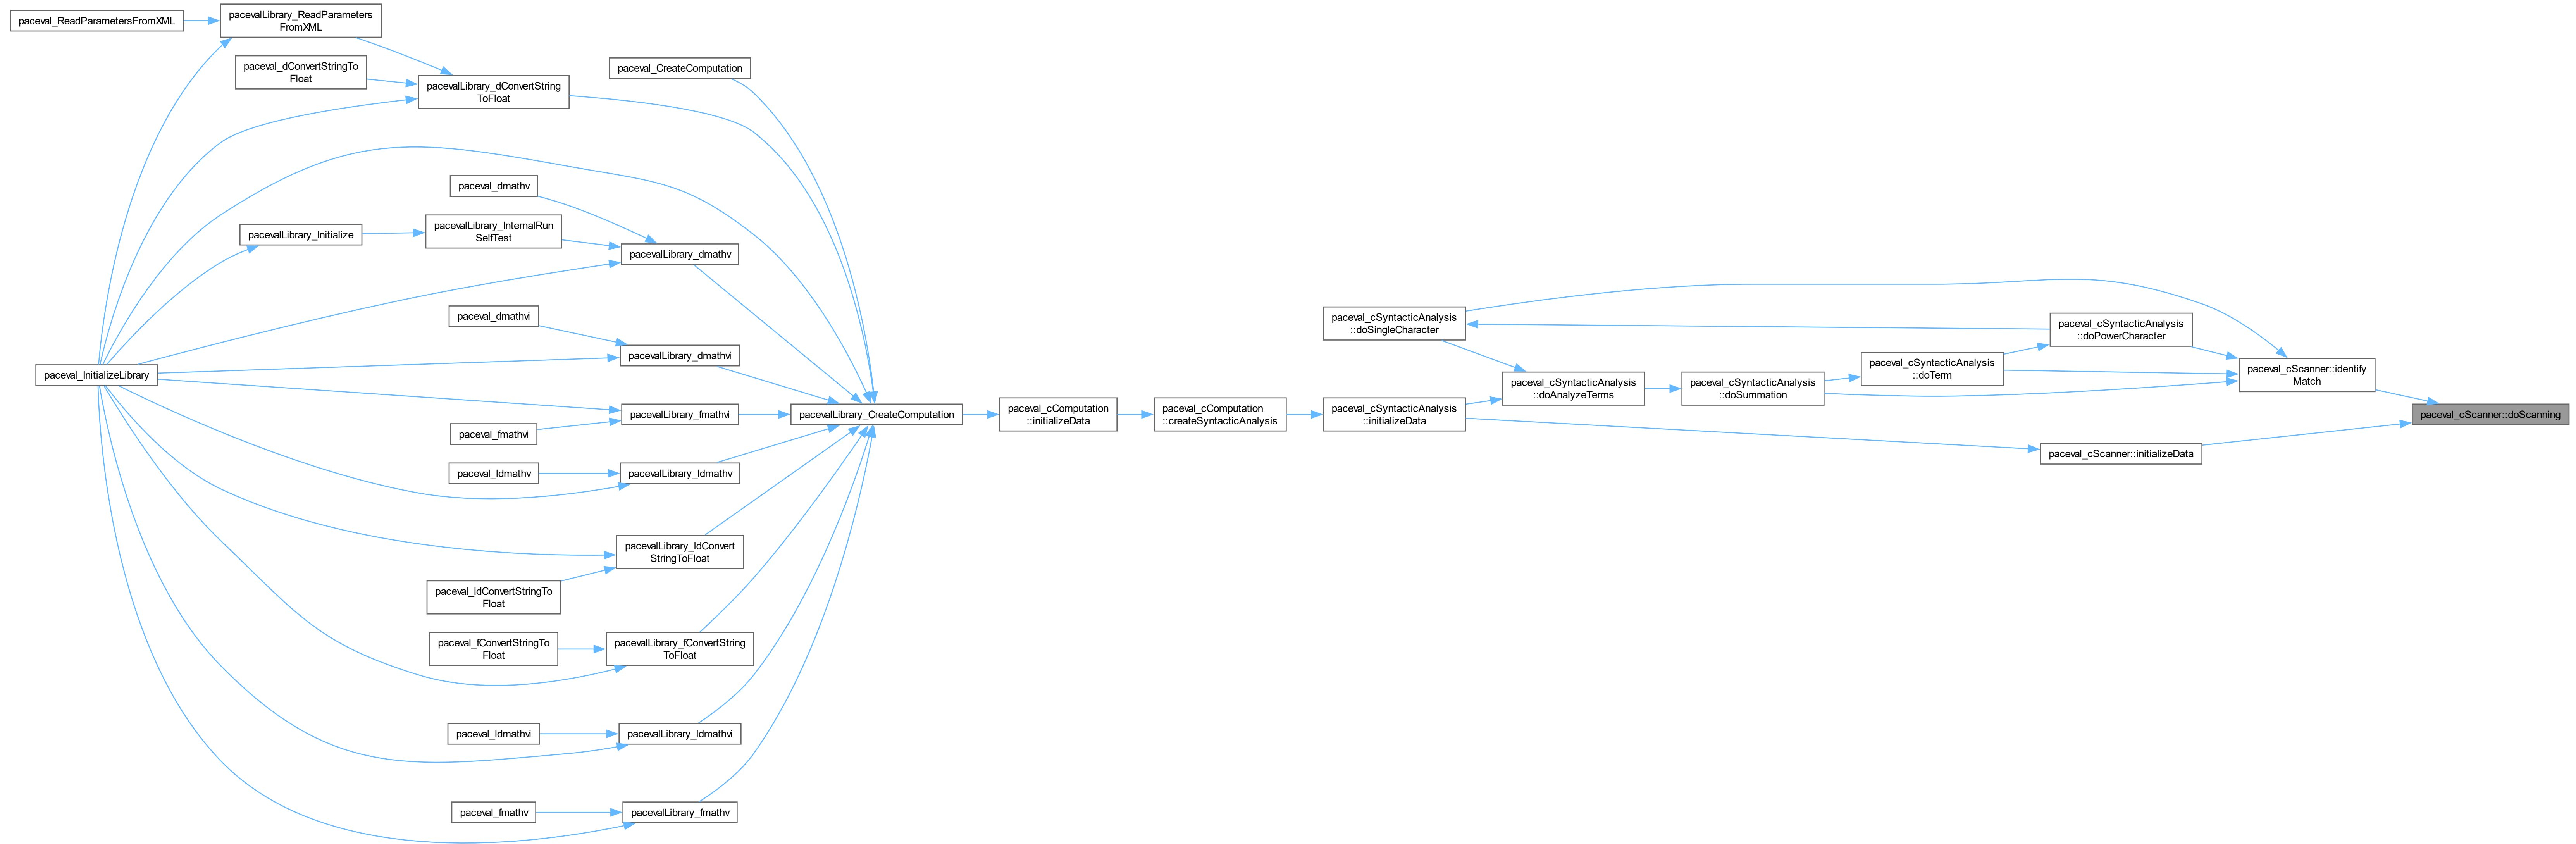 paceval_ReadParametersFromXML
pacevalLibrary_ReadParameters
FromXML
paceval_dConvertStringTo
Float
pacevalLibrary_dConvertString
ToFloat
paceval_CreateComputation
paceval_dmathv
pacevalLibrary_Initialize
pacevalLibrary_InternalRun
SelfTest
pacevalLibrary_dmathv
paceval_dmathvi
pacevalLibrary_dmathvi
paceval_InitializeLibrary
pacevalLibrary_fmathvi
paceval_fmathvi
pacevalLibrary_CreateComputation
paceval_cComputation
::initializeData
paceval_cComputation
::createSyntacticAnalysis
paceval_cSyntacticAnalysis
::initializeData
paceval_cSyntacticAnalysis
::doAnalyzeTerms
paceval_cSyntacticAnalysis
::doSingleCharacter
paceval_cSyntacticAnalysis
::doSummation
paceval_cSyntacticAnalysis
::doTerm
paceval_cSyntacticAnalysis
::doPowerCharacter
paceval_cScanner::identify
Match
paceval_cScanner::doScanning
paceval_cScanner::initializeData
paceval_ldmathv
pacevalLibrary_ldmathv
pacevalLibrary_ldConvert
StringToFloat
paceval_ldConvertStringTo
Float
paceval_fConvertStringTo
Float
pacevalLibrary_fConvertString
ToFloat
paceval_ldmathvi
pacevalLibrary_ldmathvi
paceval_fmathv
pacevalLibrary_fmathv